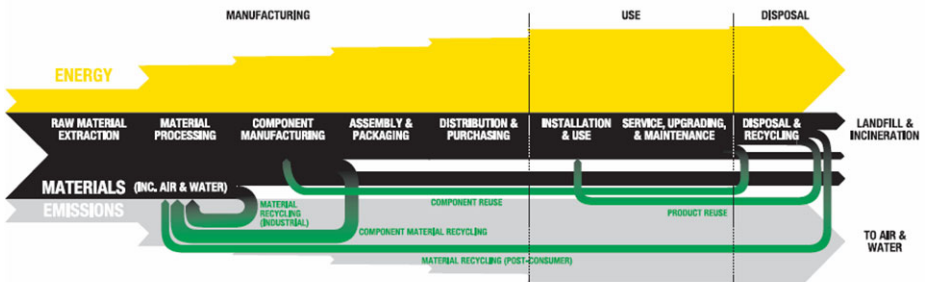 MANUFACTURING
USE
DISPOSAL
ENERGY
RAW MATERIAL
EXTRACTION
MATERIAL
PROCESSING
COMPONENT
MANUFACTURING
ASSEMBLY &
PACKAGING
DISTRIBUTION &
PURCHASING
INSTALLATION
& USE
SERVICE, UPGRADING,
& MAINTENANCE
DISPOSAL &
RECYCLING
LANDFILL &
INCINERATION
MATERIALS (INC. AIR & WATER)
EMISSIONS
MATERIAL
RECYCLING
(INDUSTRIAL)
COMPONENT REUSE
PRODUCT REUSE
COMPONENT MATERIAL RECYCLING
TO AIR &
WATER
MATERIAL RECYCLING (POST-CONSUMER)